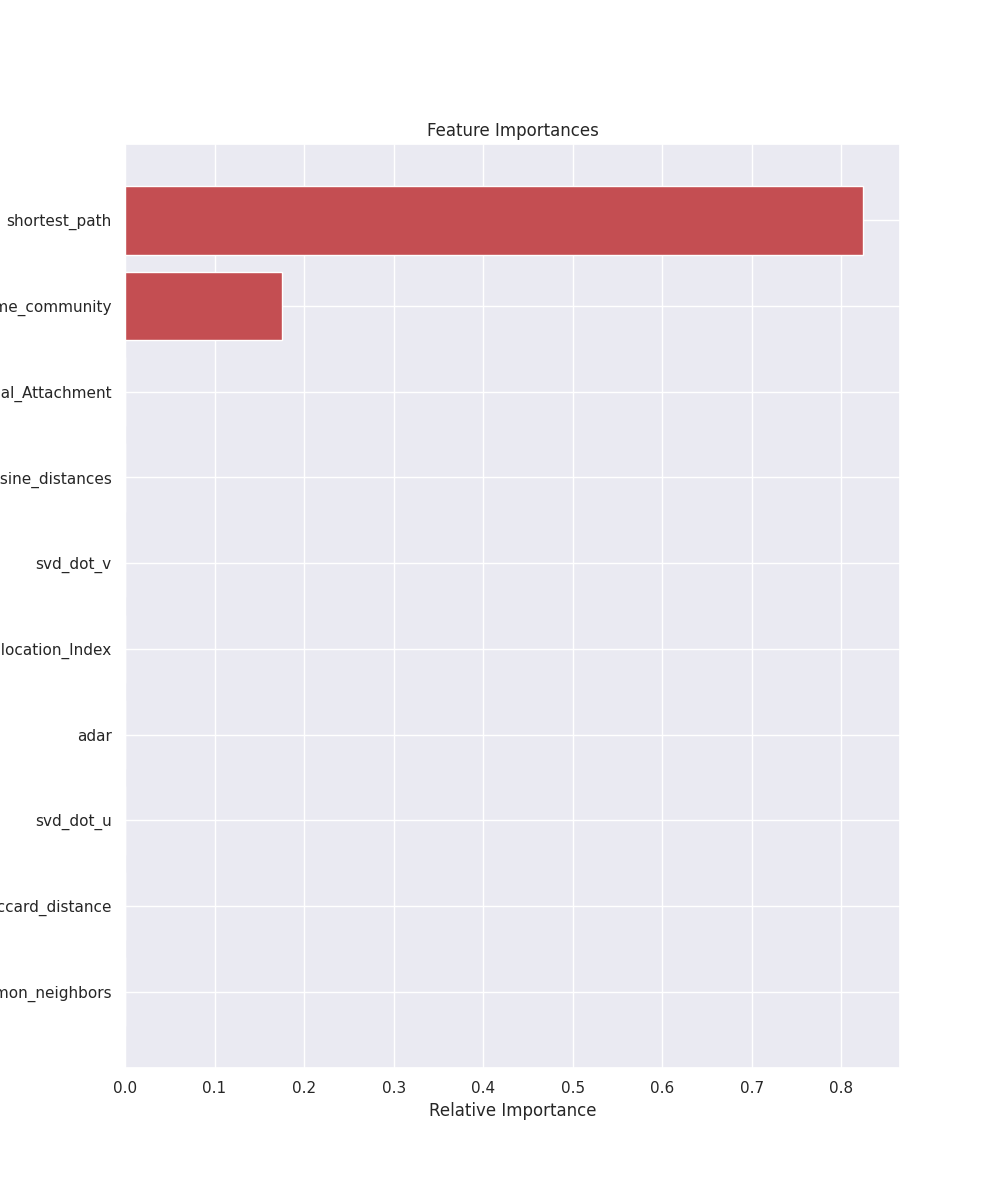 Feature Importances
shortest_path
me_community
al_Attachment
sine_distances
svd_dot_v
location_Index
adar
svd_dot_u
ccard_distance
mon_neighbors
0.0 0.1 0.2 0.3 0.4 0.5 0.6 0.7 0.8
Relative Importance